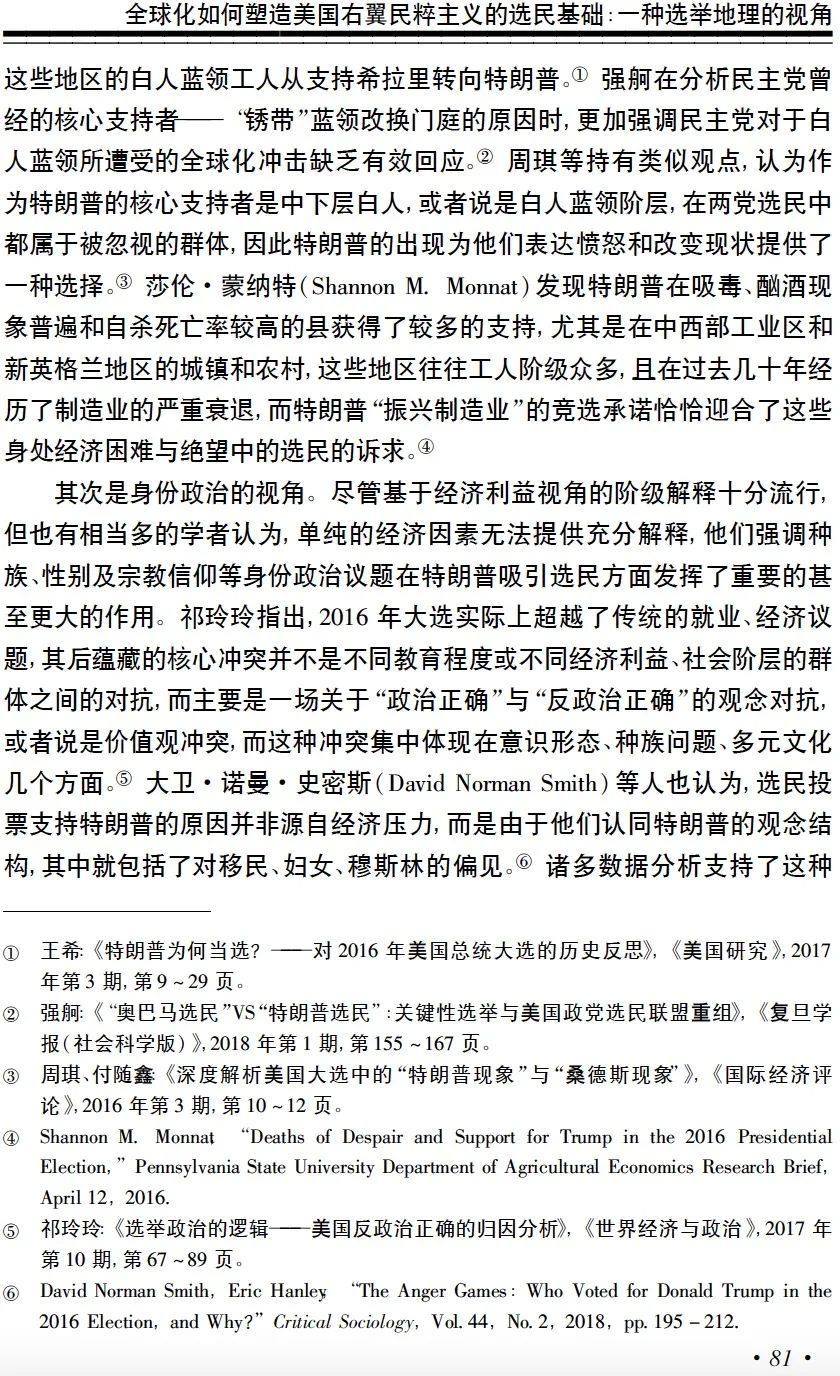 全球化如何塑造美国右翼民粹主义的选民基础:一种选举地理的视角
这些地区的白人蓝领工人从支持希拉里转向特朗普。① 强舸在分析民主党曾
经的核心支持者——“锈带”蓝领改换门庭的原因时,更加强调民主党对于白
人蓝领所遭受的全球化冲击缺乏有效回应。② 周琪等持有类似观点,认为作
为特朗普的核心支持者是中下层白人,或者说是白人蓝领阶层,在两党选民中
都属于被忽视的群体,因此特朗普的出现为他们表达愤怒和改变现状提供了
一种选择。③ 莎伦·蒙纳特(Shannon M. Monnat)发现特朗普在吸毒、酗酒现
象普遍和自杀死亡率较高的县获得了较多的支持,尤其是在中西部工业区和
新英格兰地区的城镇和农村,这些地区往往工人阶级众多,且在过去几十年经
历了制造业的严重衰退,而特朗普“振兴制造业”的竞选承诺恰恰迎合了这些
身处经济困难与绝望中的选民的诉求。④
其次是身份政治的视角。尽管基于经济利益视角的阶级解释十分流行,
但也有相当多的学者认为,单纯的经济因素无法提供充分解释,他们强调种
族、性别及宗教信仰等身份政治议题在特朗普吸引选民方面发挥了重要的甚
至更大的作用。祁玲玲指出,2016 年大选实际上超越了传统的就业、经济议
题,其后蕴藏的核心冲突并不是不同教育程度或不同经济利益、社会阶层的群
体之间的对抗,而主要是一场关于“政治正确”与“反政治正确”的观念对抗,
或者说是价值观冲突,而这种冲突集中体现在意识形态、种族问题、多元文化
几个方面。⑤ 大卫·诺曼·史密斯(David Norman Smith)等人也认为,选民投
票支持特朗普的原因并非源自经济压力,而是由于他们认同特朗普的观念结
构,其中就包括了对移民、妇女、穆斯林的偏见。⑥ 诸多数据分析支持了这种
① 王希:《特朗普为何当选?——对 2016 年美国总统大选的历史反思》,《美国研究》,2017
年第 3 期,第 9~29 页。
② 强舸:《“奥巴马选民”VS“特朗普选民”:关键性选举与美国政党选民联盟重组》,《复旦学
报(社会科学版)》,2018 年第 1 期,第 155~167 页。
③ 周琪、付随鑫:《深度解析美国大选中的“特朗普现象”与“桑德斯现象”》,《国际经济评
论》,2016 年第 3 期,第 10~12 页。
④ Shannon M. Monnat, “Deaths of Despair and Support for Trump in the 2016 Presidential
Election,” Pennsylvania State University Department of Agricultural Economics Research Brief,
April 12, 2016.
⑤ 祁玲玲:《选举政治的逻辑——美国反政治正确的归因分析》,《世界经济与政治》,2017 年
第 10 期,第 67~89 页。
⑥ David Norman Smith, Eric Hanley, “The Anger Games: Who Voted for Donald Trump in the
2016 Election, and Why?” Critical Sociology, Vol. 44, No. 2, 2018, pp. 195-212.
· 81 ·